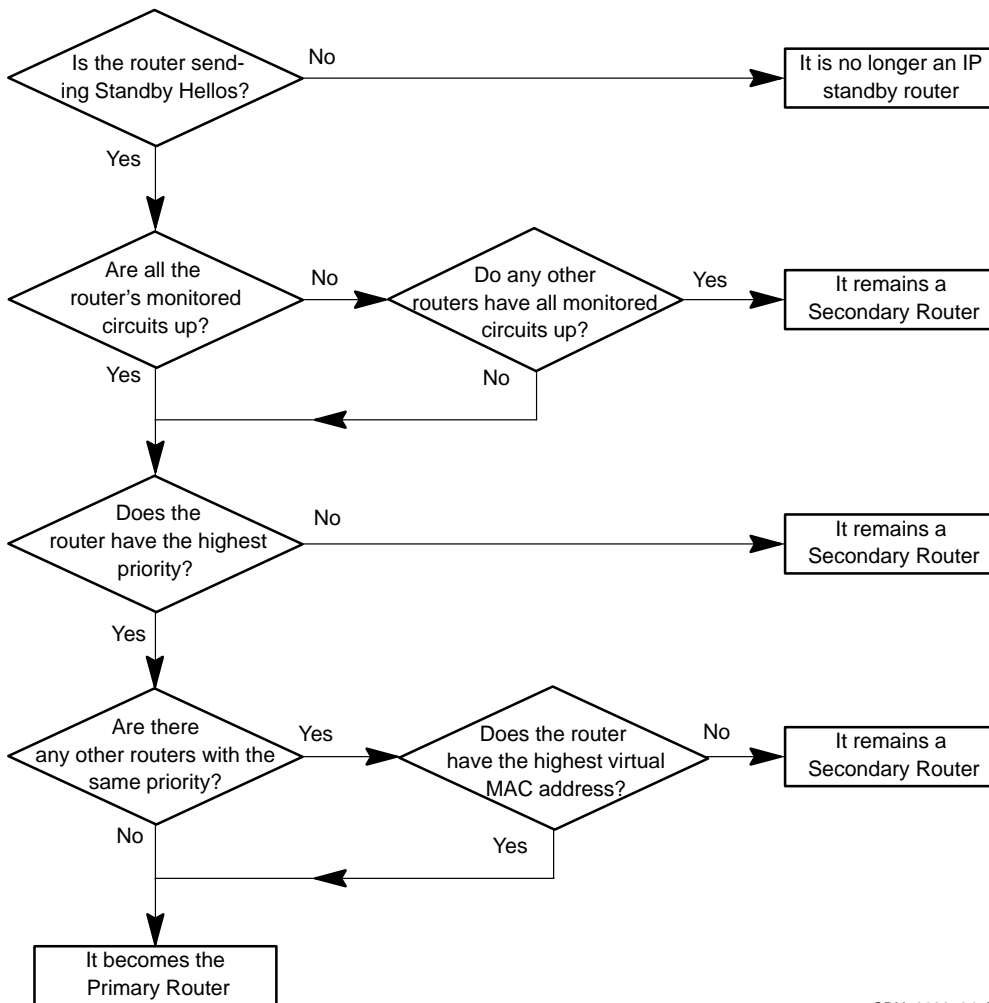 Is the router send-
ing Standby Hellos?
No
It is no longer an IP
standby router
Yes
Are all the
router's monitored
circuits up?
No
Do any other
routers have all monitored
circuits up?
Yes
It remains a
Secondary Router
Yes
No
Does the
router have the highest
priority?
No
It remains a
Secondary Router
Yes
Are there
any other routers with the
same priority?
Yes
Does the router
have the highest virtual
MAC address?
No
It remains a
Secondary Router
No
Yes
It becomes the
Primary Router